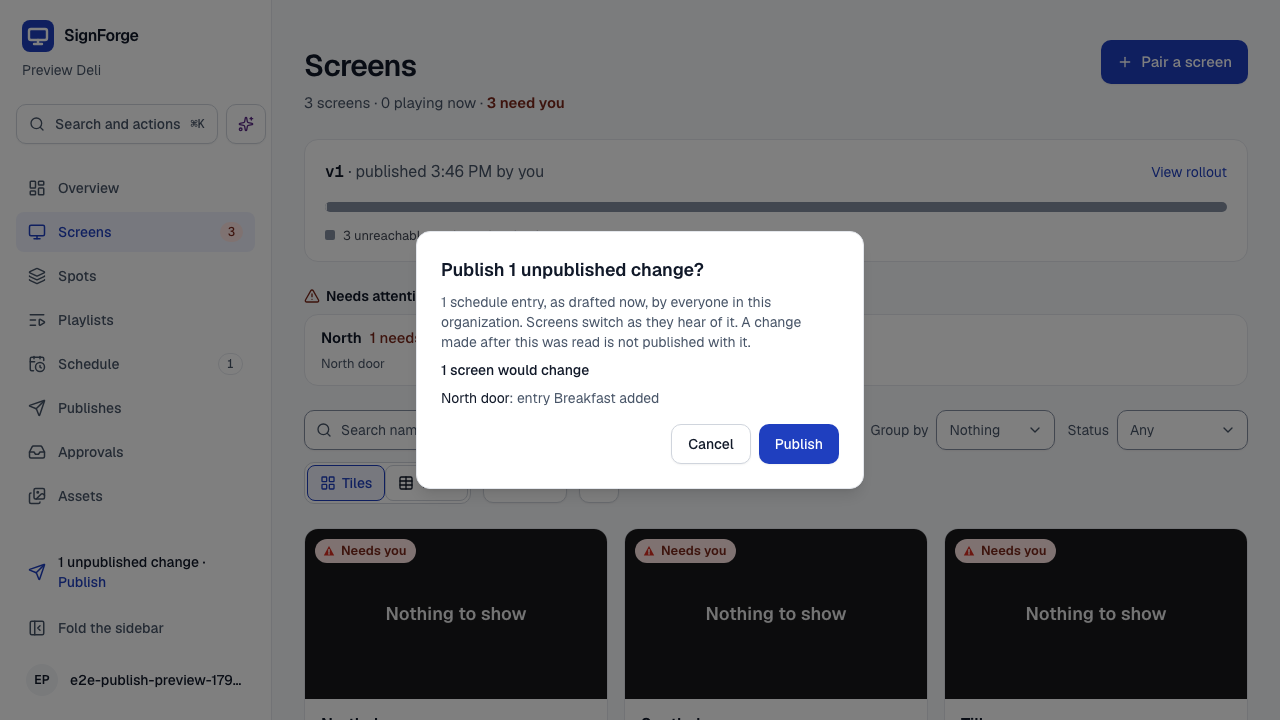 SignForge
Preview Deli
Search and actions ⌘K
Overview
Screens 3
Spots
Playlists
Schedule 1
Publishes
Approvals
Assets
1 unpublished change ·
Publish
Fold the sidebar
EP e2e-publish-preview-179…
Screens
Pair a screen
3 screens · 0 playing now · 3 need you
v1 · published 3:46 PM by you
View rollout
3 unreachable
Publish 1 unpublished change?
1 schedule entry, as drafted now, by everyone in this
organization. Screens switch as they hear of it. A change
made after this was read is not published with it.
1 screen would change
North door: entry Breakfast added
Cancel
Publish
Needs
North 1
North door
Search
Group by Nothing
Status Any
Tiles
Needs you
Nothing to show
Needs you
Nothing to show
Needs you
Nothing to show